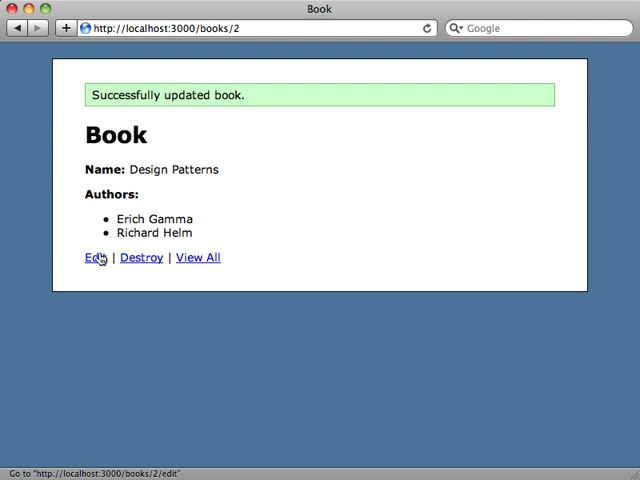 Book
http://localhost:3000/books/2
Google
Successfully updated book.
Book
Name: Design Patterns
Authors:
• Erich Gamma
• Richard Helm
Edit | Destroy | View All
Go to "http://localhost:3000/books/2/edit"